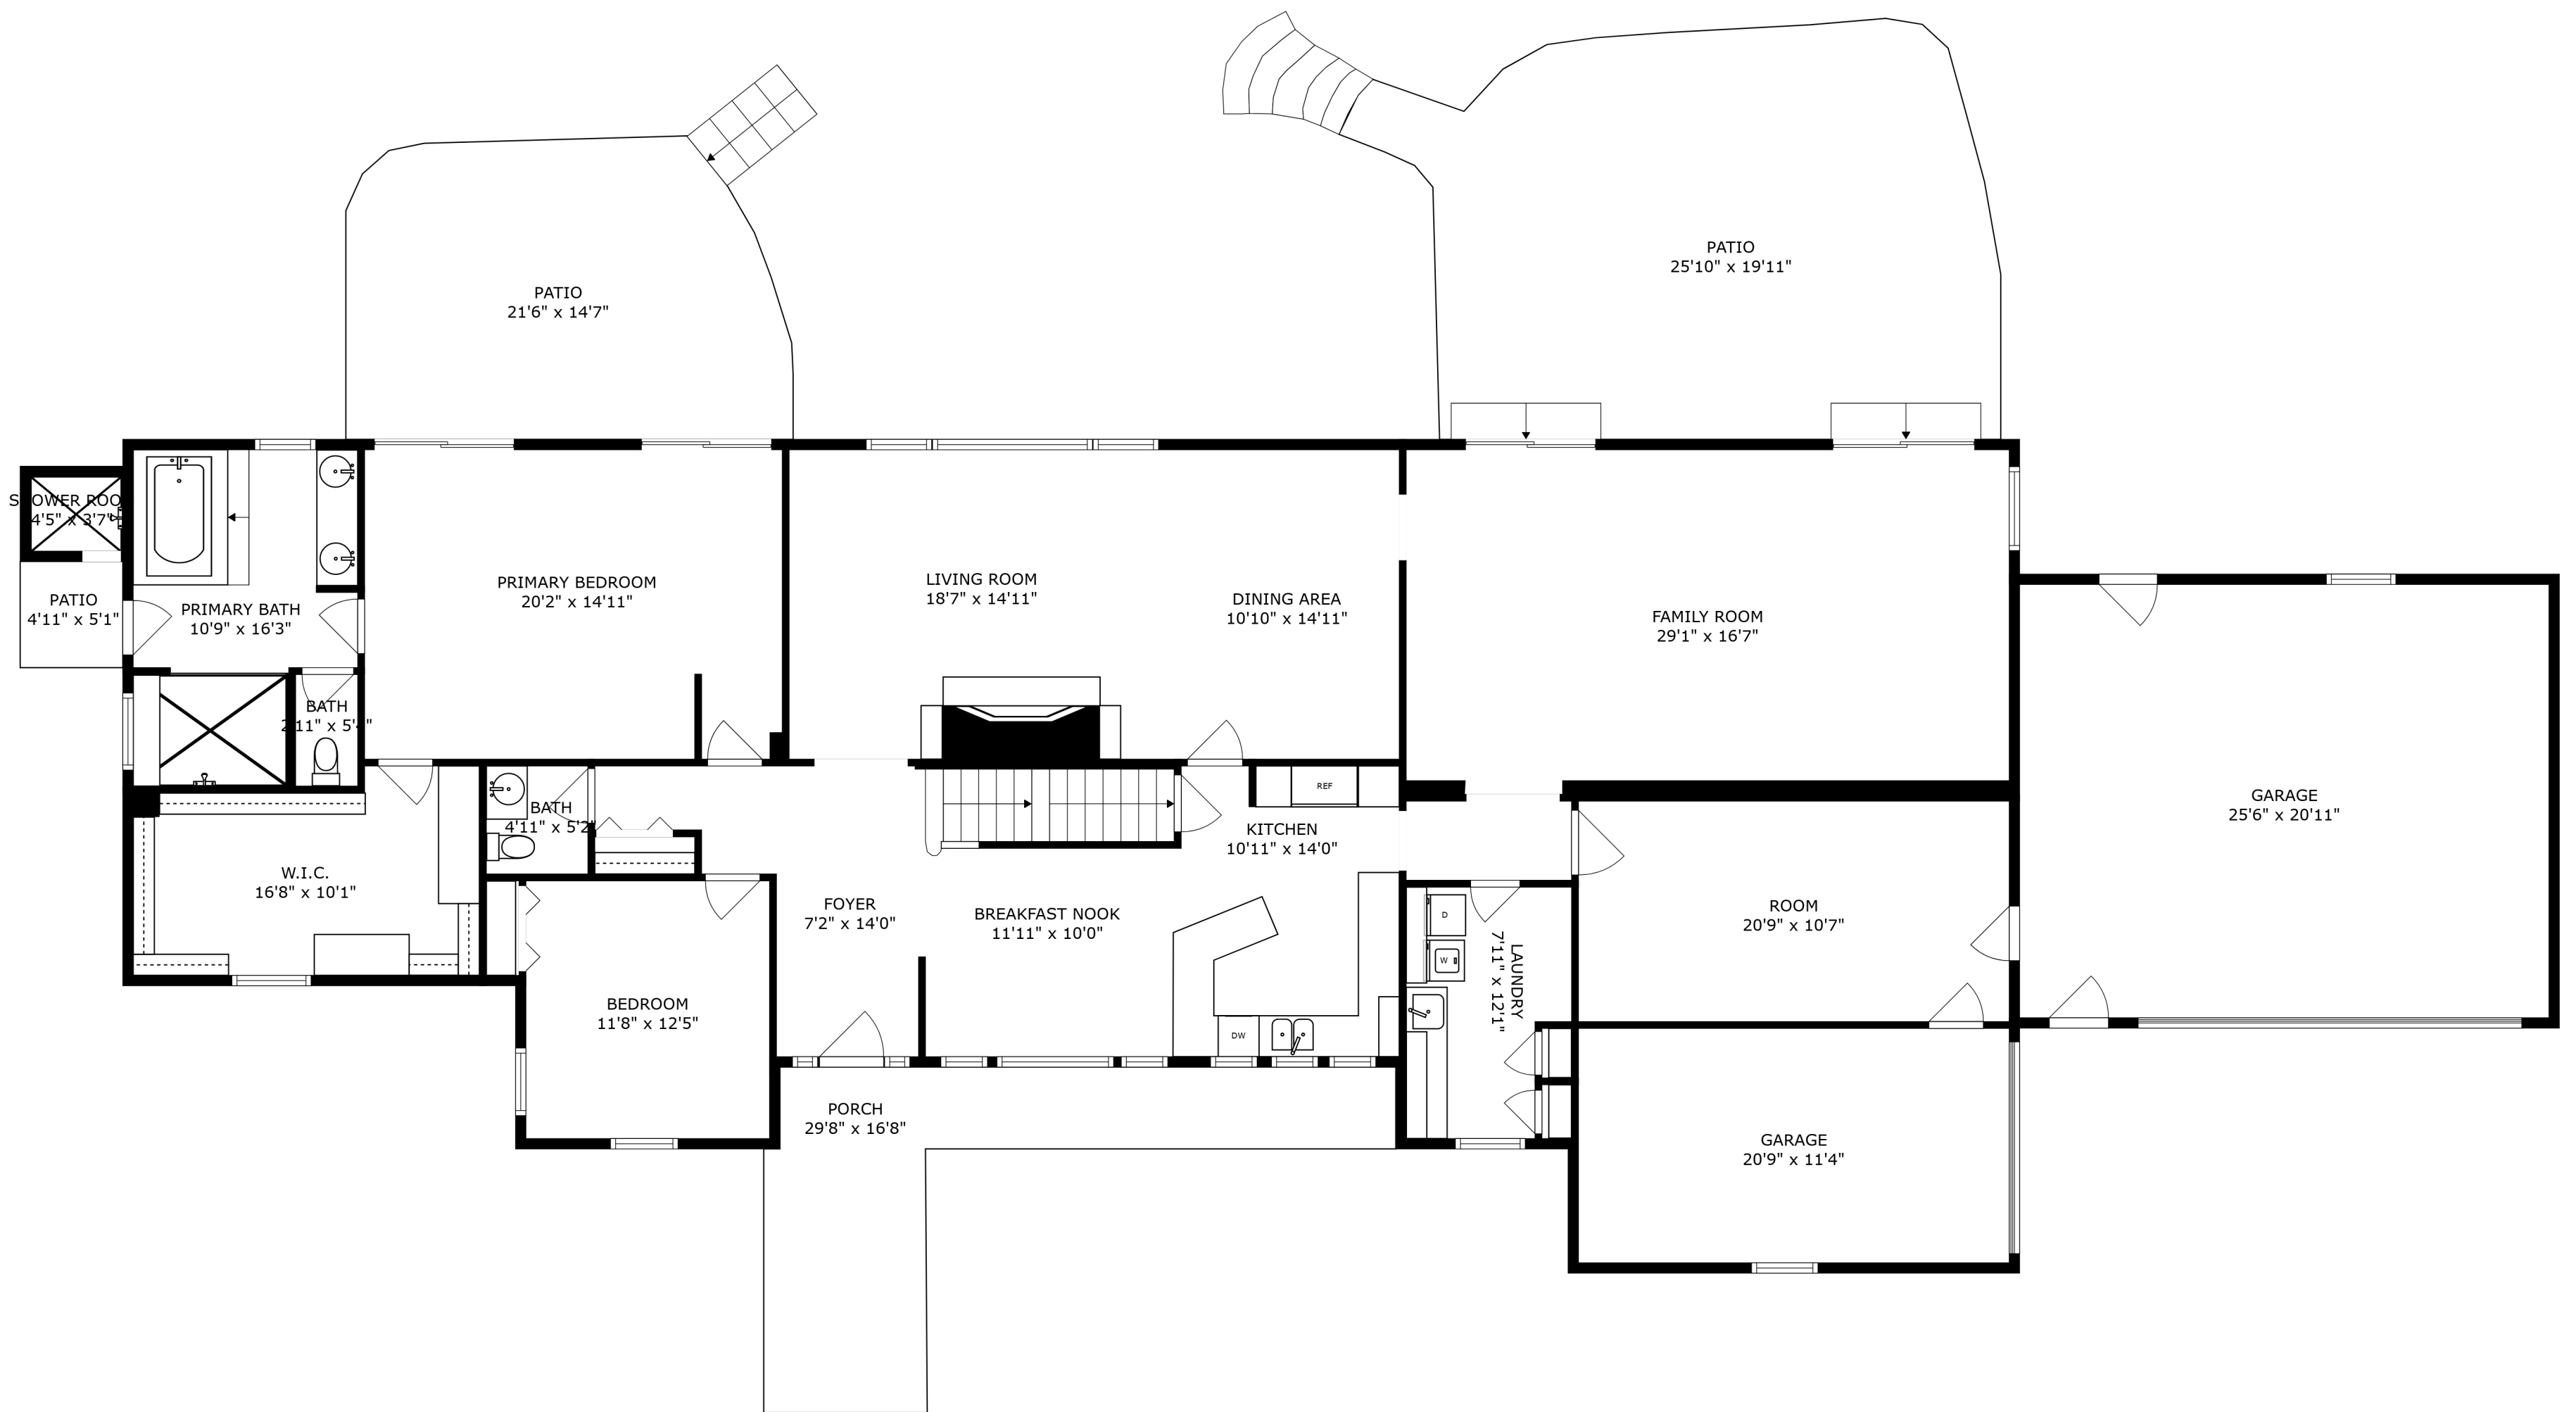 PATIO
25'10" x 19'11"
PATIO
21'6" x 14'7"
4'5" x 3'7"
PATIO
4'11" x 5'1"
PRIMARY BATH
10'9" x 16'3"
PRIMARY BEDROOM
20'2" x 14'11"
LIVING ROOM
18'7" x 14'11"
DINING AREA
10'10" x 14'11"
FAMILY ROOM
29'1" x 16'7"
BATH
2'11" x 5'4"
GARAGE
25'6" x 20'11"
REF
BATH
4'11" x 5'2"
KITCHEN
10'11" x 14'0"
W.I.C.
16'8" x 10'1"
FOYER
7'2" x 14'0"
BREAKFAST NOOK
11'11" x 10'0"
D
W
LAUNDRY
7'11" x 12'1"
ROOM
20'9" x 10'7"
BEDROOM
11'8" x 12'5"
DW
PORCH
29'8" x 16'8"
GARAGE
20'9" x 11'4"